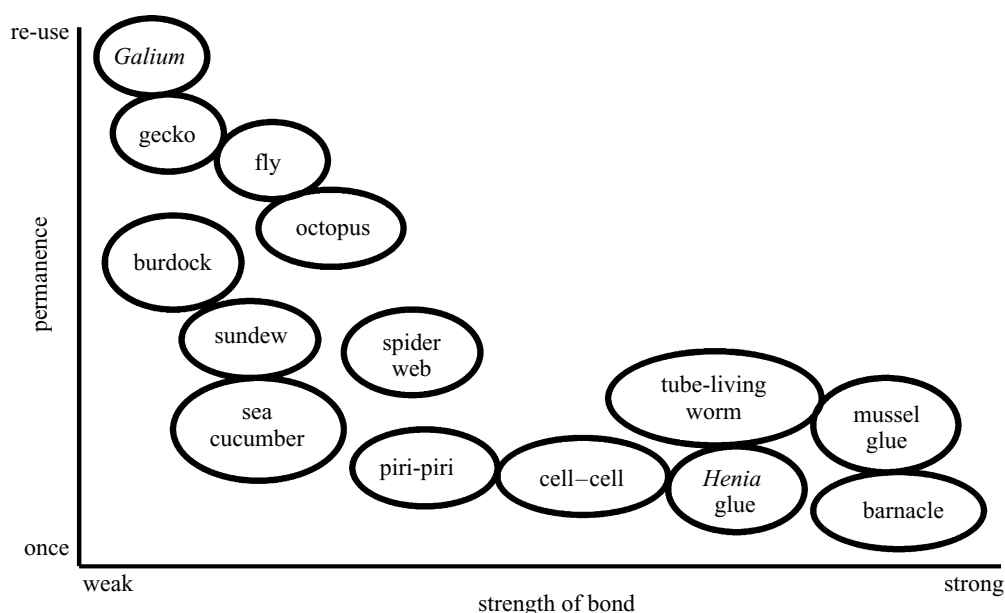 re-use
Galium
gecko
fly
octopus
burdock
permanence
sundew
spider
web
sea
cucumber
tube-living
worm
mussel
glue
piri-piri
cell–cell
Henia
glue
barnacle
once
weak
strong
strength of bond